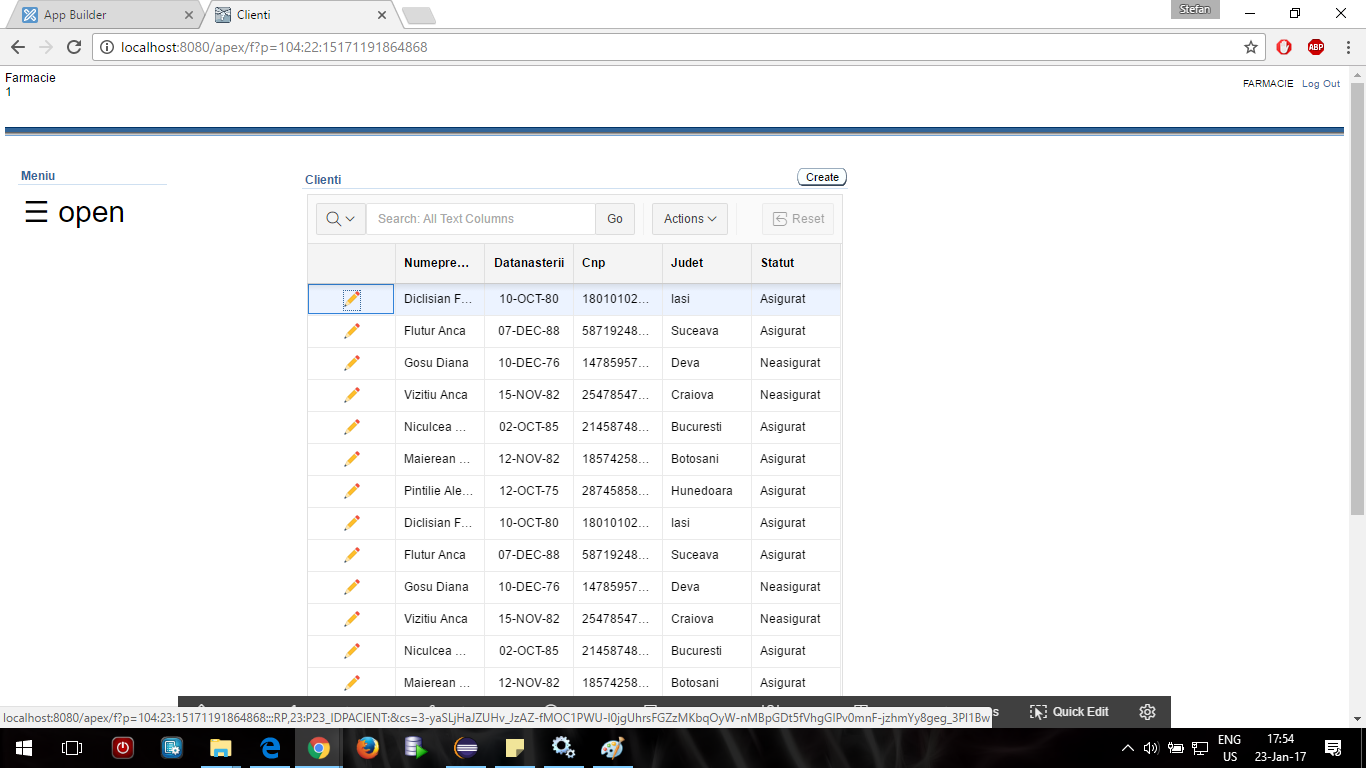 App Builder
Clienti
Stefan
localhost:8080/apex/f?p=104:22:15171191864868
ABP
Farmacie
1
FARMACIE Log Out
Meniu
☰ open
Clienti
Create
Search: All Text Columns Go Actions Reset
Numepre... Datanasterii Cnp Judet Statut
Diclisian F... 10-OCT-80 18010102... Iasi Asigurat
Flutur Anca 07-DEC-88 58719248... Suceava Asigurat
Gosu Diana 10-DEC-76 14785957... Deva Neasigurat
Vizitiu Anca 15-NOV-82 25478547... Craiova Neasigurat
Niculcea ... 02-OCT-85 21458748... Bucuresti Asigurat
Maierean ... 12-NOV-82 18574258... Botosani Asigurat
Pintilie Ale... 12-OCT-75 28745858... Hunedoara Asigurat
Diclisian F... 10-OCT-80 18010102... Iasi Asigurat
Flutur Anca 07-DEC-88 58719248... Suceava Asigurat
Gosu Diana 10-DEC-76 14785957... Deva Neasigurat
Vizitiu Anca 15-NOV-82 25478547... Craiova Neasigurat
Niculcea ... 02-OCT-85 21458748... Bucuresti Asigurat
Maierean ... 12-NOV-82 18574258... Botosani Asigurat
Quick Edit
localhost:8080/apex/f?p=104:23:15171191864868:::RP,23:P23_IDPACIENT:&cs=3-yaSLjHaJZUHv_JzAZ-fMOC1PWU-I0jgUhrsFGZzMKbqOyW-nMBpGDt5fVhgGIPv0mnF-jzhmYy8geg_3PI1Bw
ENG
US
17:54
23-Jan-17